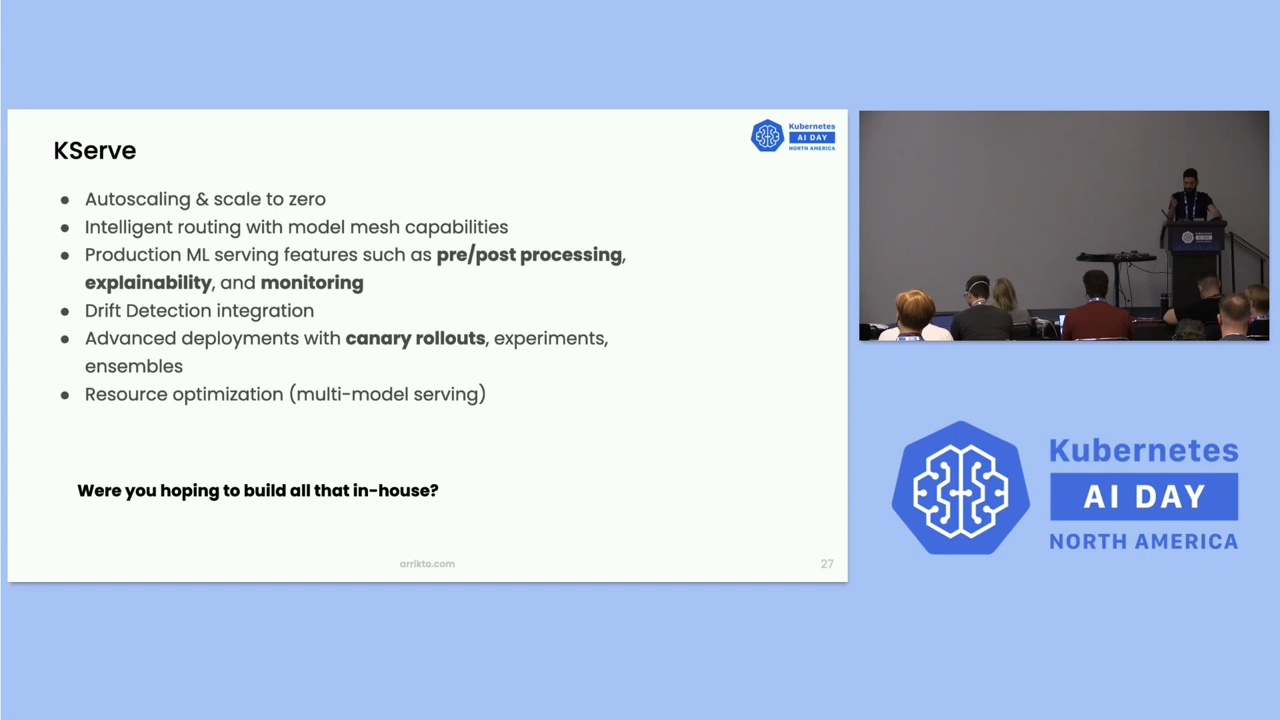 KServe
Kubernetes
AI DAY
NORTH AMERICA
● Autoscaling & scale to zero
● Intelligent routing with model mesh capabilities
● Production ML serving features such as pre/post processing,
explainability, and monitoring
● Drift Detection integration
● Advanced deployments with canary rollouts, experiments,
ensembles
● Resource optimization (multi-model serving)
Were you hoping to build all that in-house?
arrikto.com
27
Kubernetes
AI DAY
NORTH AMERICA